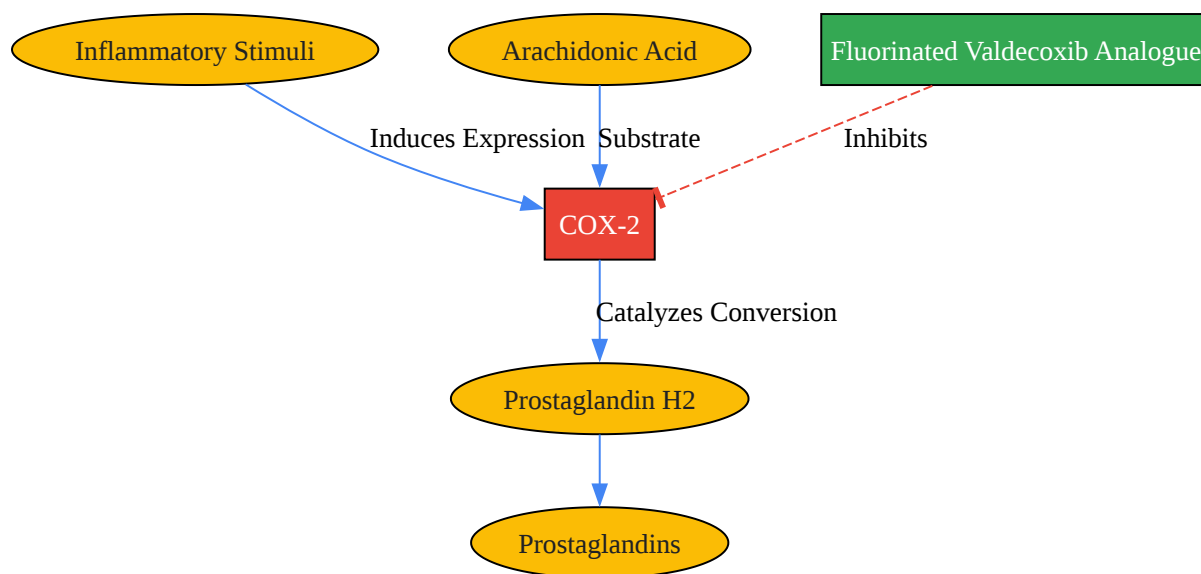 Inflammatory Stimuli
Arachidonic Acid
Fluorinated Valdecoxib Analogue
Induces Expression
Substrate
Inhibits
COX-2
Catalyzes Conversion
Prostaglandin H2
Prostaglandins